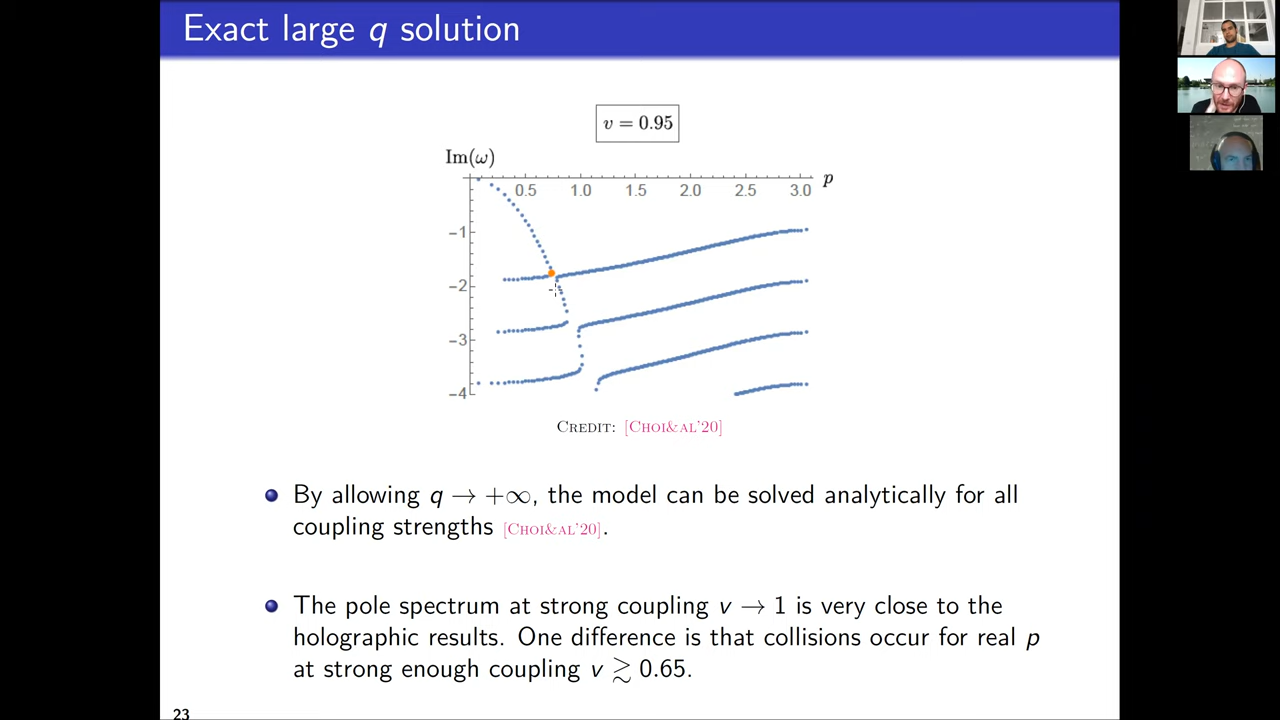 Exact large q solution
v = 0.95
Im(ω)
p
0.5 1.0 1.5 2.0 2.5 3.0
-1
-2
-3
-4
CREDIT: [CHOI&AL'20]
By allowing q → +∞, the model can be solved analytically for all
coupling strengths [CHOI&AL'20].
The pole spectrum at strong coupling v → 1 is very close to the
holographic results. One difference is that collisions occur for real p
at strong enough coupling v ≳ 0.65.
23